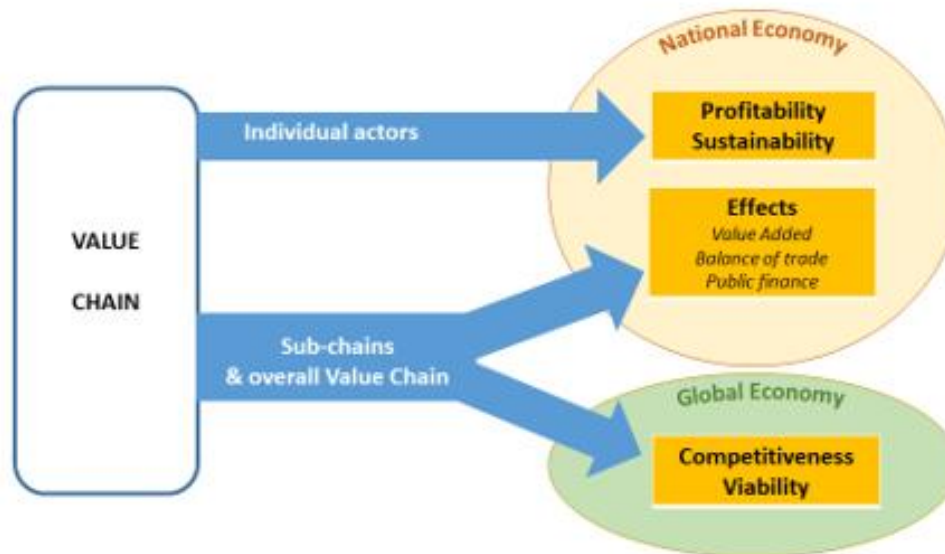 National Economy
Individual actors
Profitability
Sustainability
VALUE
CHAIN
Effects
Value Added
Balance of trade
Public finance
Sub-chains
& overall Value Chain
Global Economy
Competitiveness
Viability